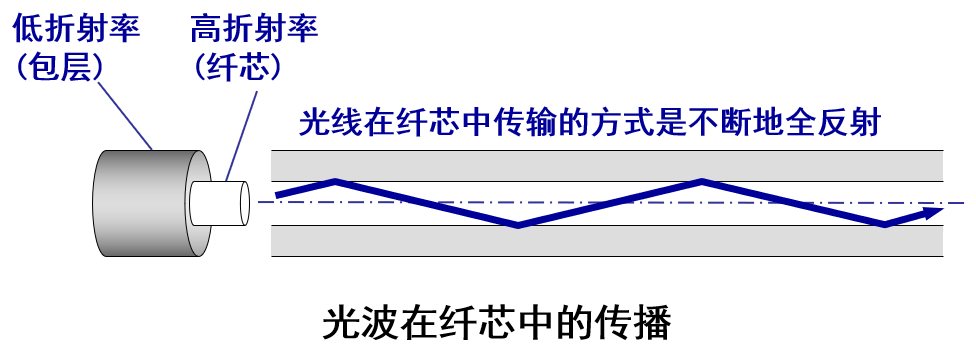 低折射率
(包层)
高折射率
(纤芯)
光线在纤芯中传输的方式是不断地全反射
光波在纤芯中的传播